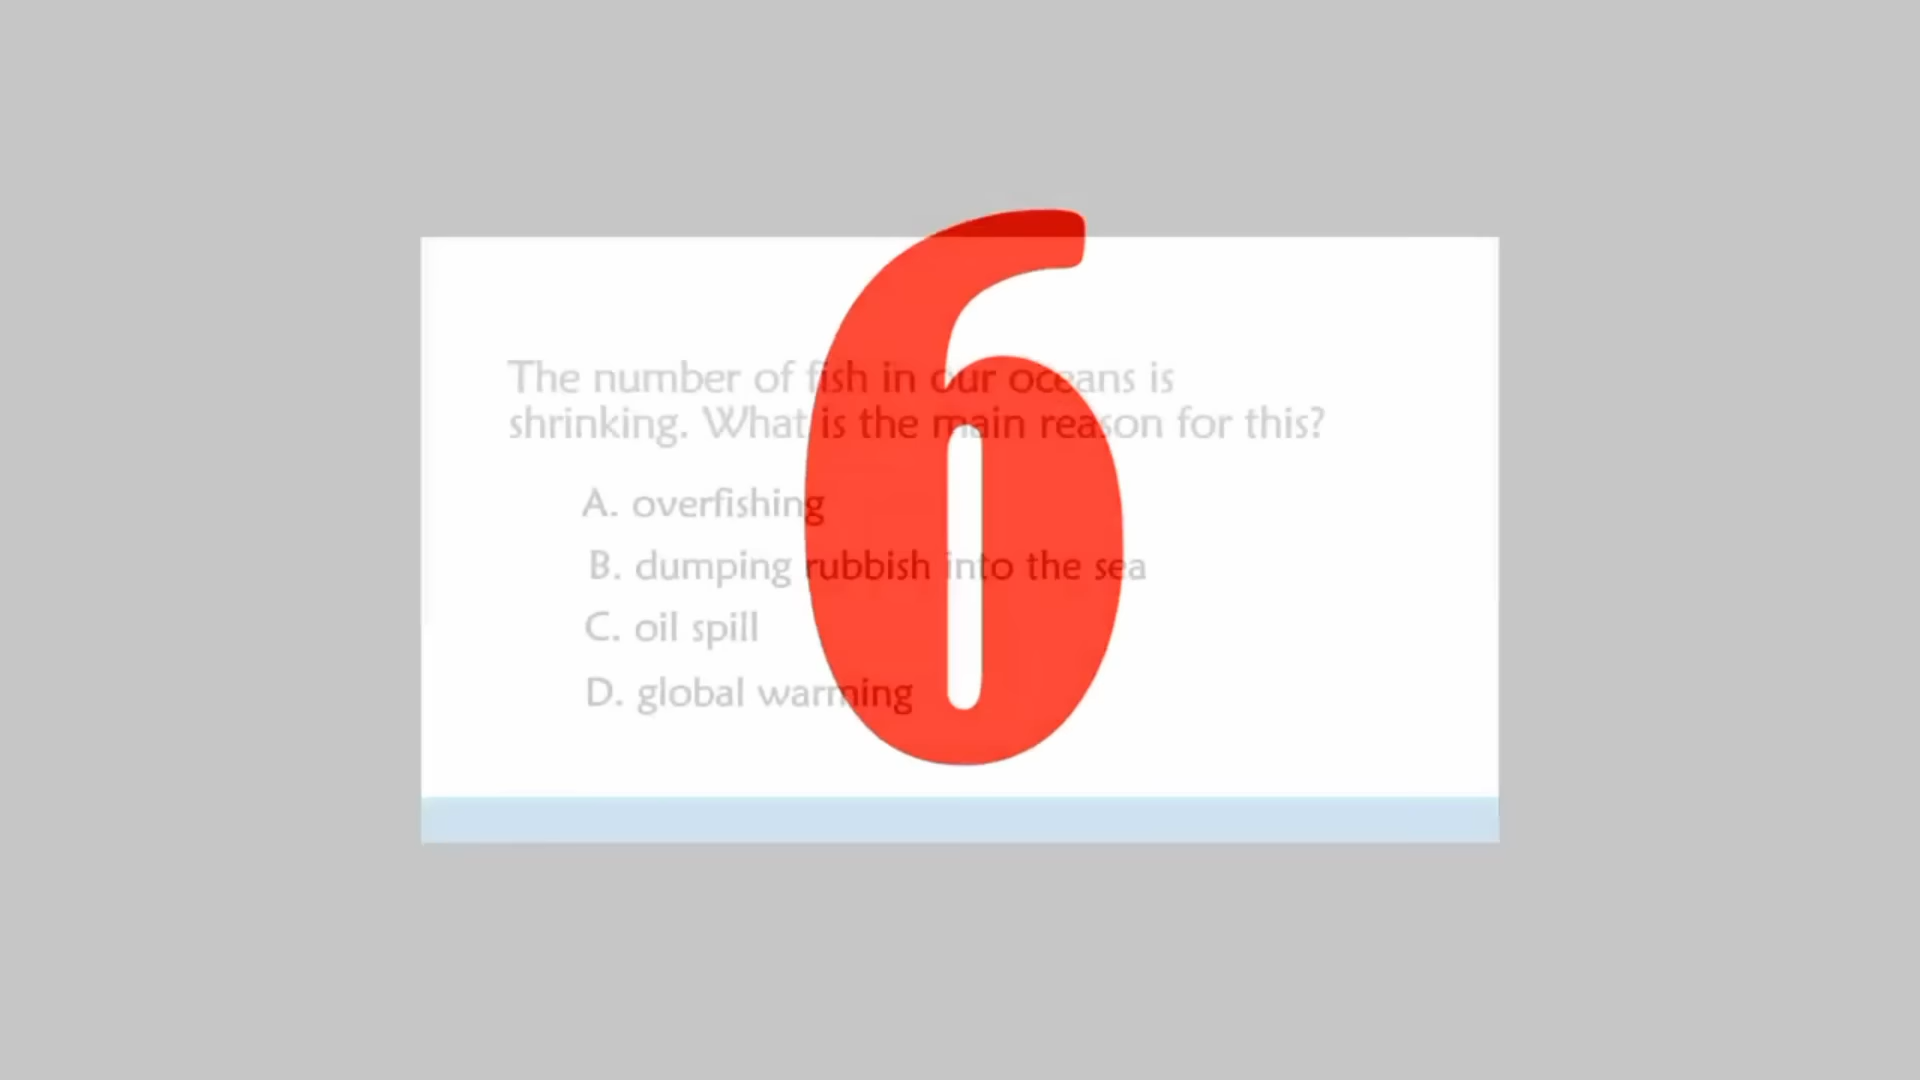 6
The number of fish in our oceans is
shrinking. What is the main reason for this?
A. overfishing
B. dumping rubbish into the sea
C. oil spill
D. global warming